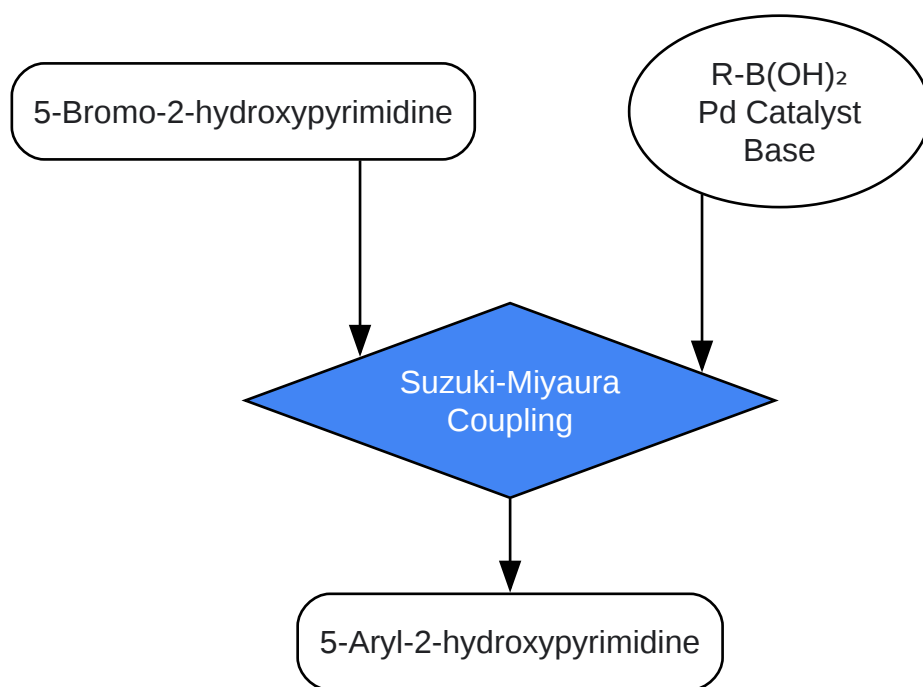 5-Bromo-2-hydroxypyrimidine
R-B(OH)₂
Pd Catalyst
Base
Suzuki-Miyaura
Coupling
5-Aryl-2-hydroxypyrimidine